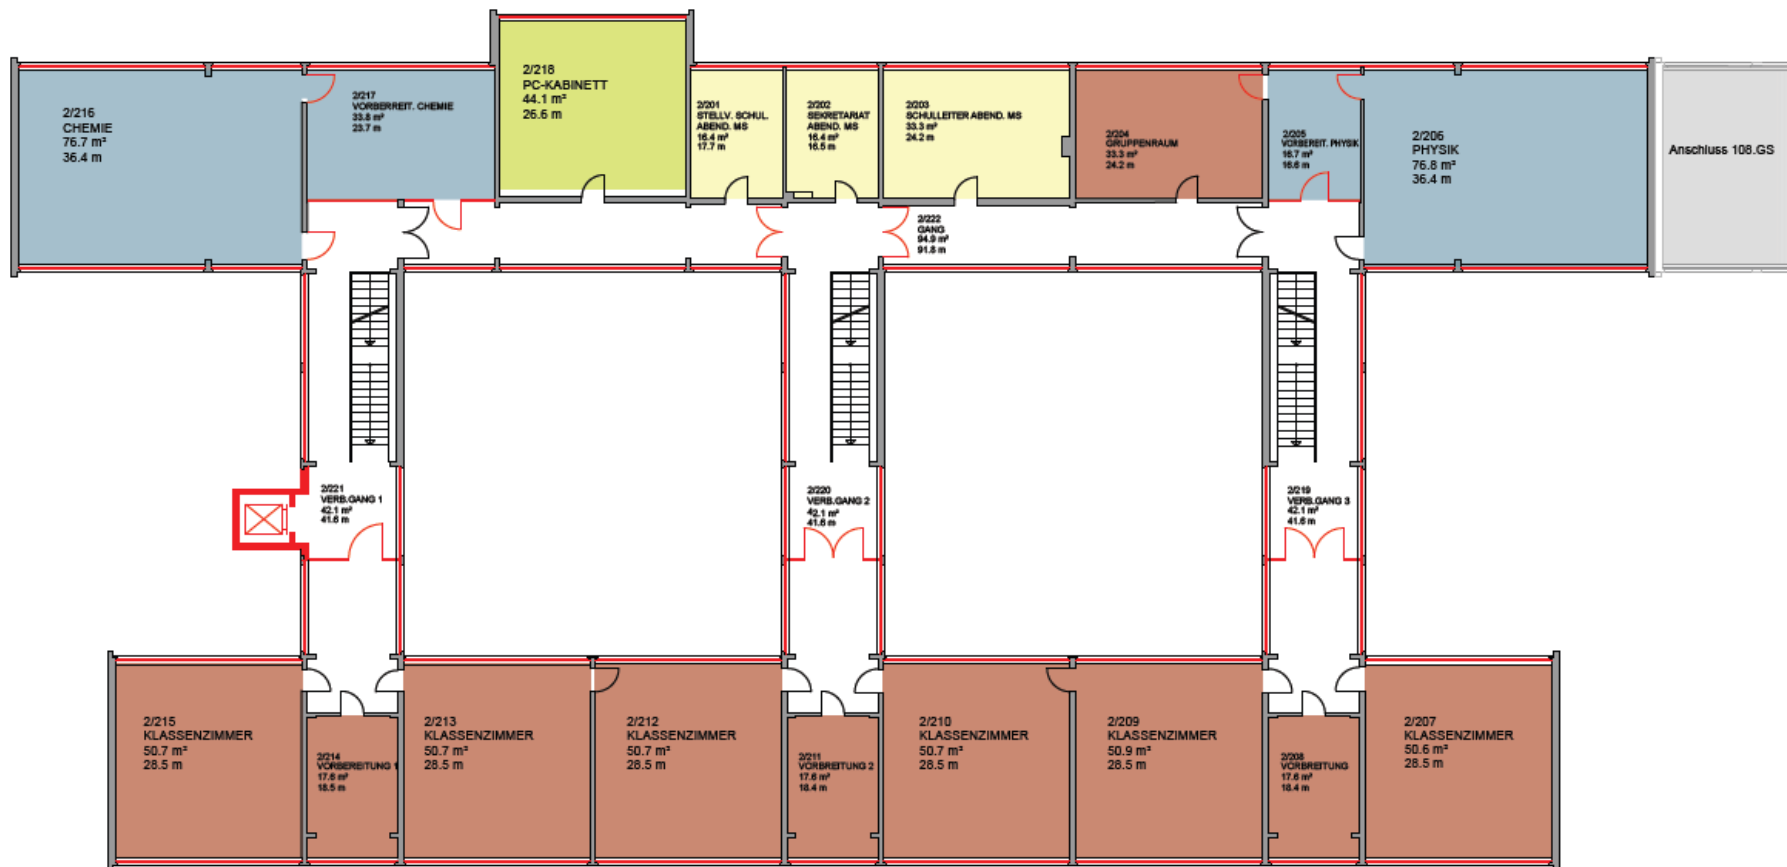 2/216
CHEMIE
76.7 m²
36.4 m
2/217
VORBERREIT. CHEMIE
33.8 m²
23.7 m
2/218
PC-KABINETT
44.1 m²
26.6 m
2/201
STELLV. SCHUL.
ABEND. MS
16.4 m²
17.7 m
2/202
SEKRETARIAT
ABEND. MS
16.4 m²
16.5 m
2/203
SCHULLEITER ABEND. MS
33.3 m²
24.2 m
2/204
GRUPPENRAUM
33.3 m²
24.2 m
2/205
VORBEREIT. PHYSIK
16.7 m²
16.6 m
2/206
PHYSIK
76.8 m²
36.4 m
Anschluss 108.GS
2/222
GANG
94.9 m²
91.8 m
2/221
VERB.GANG 1
42.1 m²
41.6 m
2/220
VERB.GANG 2
42.1 m²
41.6 m
2/219
VERB.GANG 3
42.1 m²
41.6 m
2/215
KLASSENZIMMER
50.7 m²
28.5 m
2/214
VORBEREITUNG 1
17.6 m²
18.5 m
2/213
KLASSENZIMMER
50.7 m²
28.5 m
2/212
KLASSENZIMMER
50.7 m²
28.5 m
2/211
VORBREITUNG 2
17.6 m²
18.4 m
2/210
KLASSENZIMMER
50.7 m²
28.5 m
2/209
KLASSENZIMMER
50.9 m²
28.5 m
2/208
VORBREITUNG
17.6 m²
18.4 m
2/207
KLASSENZIMMER
50.6 m²
28.5 m